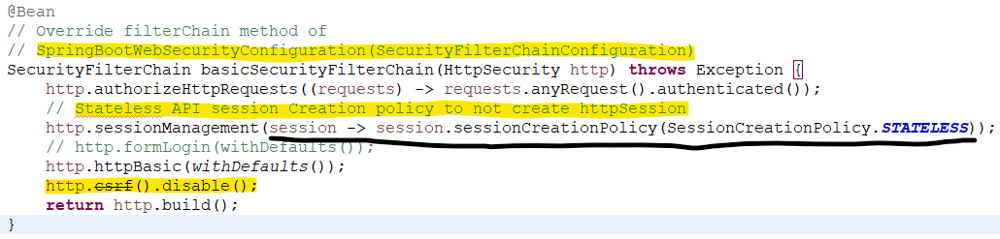 @Bean
// Override filterChain method of
// SpringBootWebSecurityConfiguration(SecurityFilterChainConfiguration)
SecurityFilterChain basicSecurityFilterChain(HttpSecurity http) throws Exception {
    http.authorizeHttpRequests((requests) -> requests.anyRequest().authenticated());
    // Stateless API session Creation policy to not create httpSession
    http.sessionManagement(session -> session.sessionCreationPolicy(SessionCreationPolicy.STATELESS));
    // http.formLogin(withDefaults());
    http.httpBasic(withDefaults());
    http.csrf().disable();
    return http.build();
}